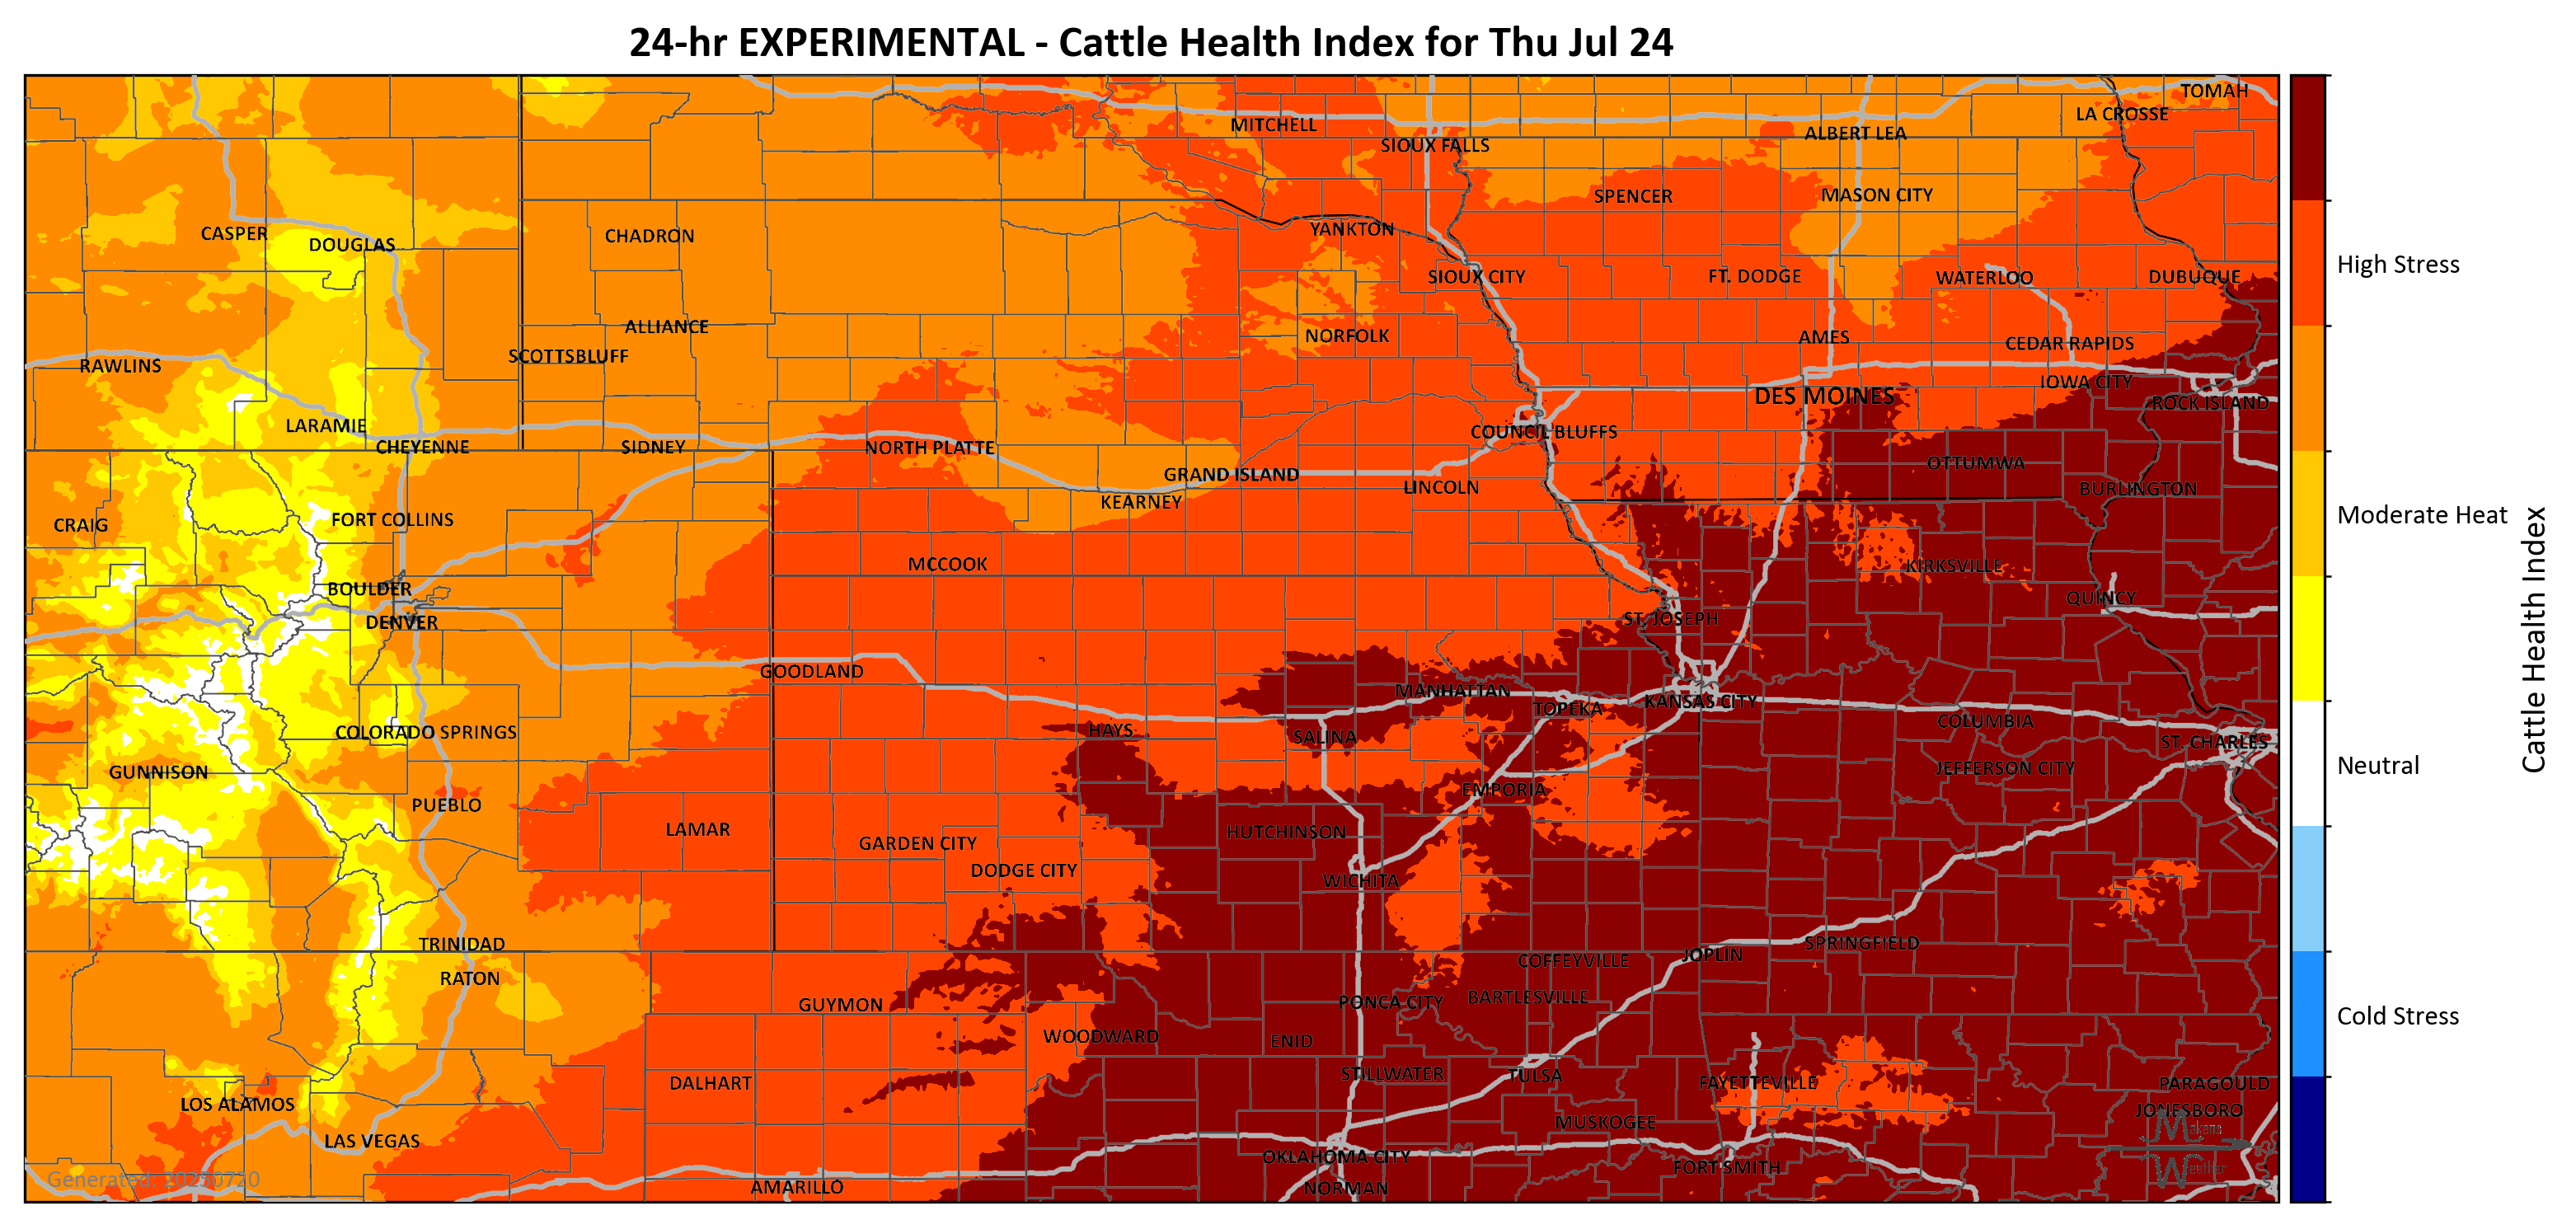 24-hr EXPERIMENTAL - Cattle Health Index for Thu Jul 24
TOMAH
LA CROSSE
MITCHELL
ALBERT LEA
SIOUX FALLS
SPENCER
MASON CITY
CASPER
DOUGLAS
CHADRON
YANKTON
SIOUX CITY
FT. DODGE
WATERLOO
DUBUQUE
High Stress
ALLIANCE
NORFOLK
AMES
CEDAR RAPIDS
SCOTTSBLUFF
RAWLINS
IOWA CITY
DES MOINES
ROCK ISLAND
LARAMIE
COUNCIL BLUFFS
CHEYENNE
SIDNEY
NORTH PLATTE
OTTUMWA
GRAND ISLAND
LINCOLN
BURLINGTON
KEARNEY
CRAIG
FORT COLLINS
Moderate Heat
MCCOOK
KIRKSVILLE
BOULDER
QUINCY
DENVER
ST. JOSEPH
Cattle Health Index
GOODLAND
MANHATTAN
TOPEKA
KANSAS CITY
COLUMBIA
COLORADO SPRINGS
HAYS
SALINA
ST. CHARLES
GUNNISON
JEFFERSON CITY
Neutral
EMPORIA
PUEBLO
LAMAR
HUTCHINSON
GARDEN CITY
DODGE CITY
WICHITA
TRINIDAD
SPRINGFIELD
JOPLIN
COFFEYVILLE
RATON
BARTLESVILLE
PONCA CITY
GUYMON
Cold Stress
WOODWARD
ENID
STILLWATER
TULSA
DALHART
FAYETTEVILLE
PARAGOULD
LOS ALAMOS
JONESBORO
MUSKOGEE
Makens
Weather
LAS VEGAS
OKLAHOMA CITY
FORT SMITH
Generated: 20250720
AMARILLO
NORMAN